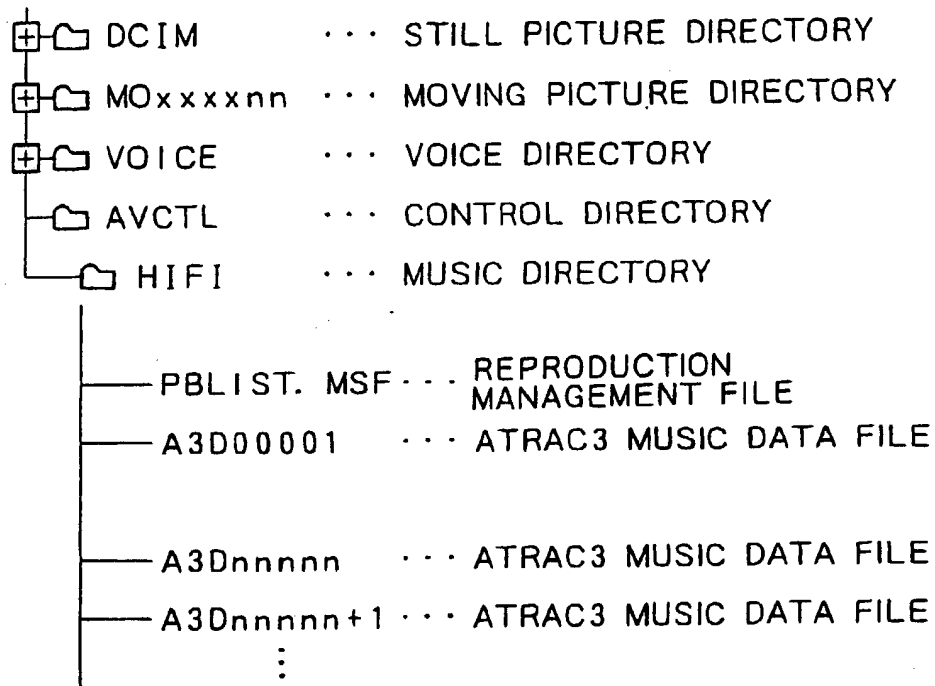 DCIM ··· STILL PICTURE DIRECTORY
MOxxxxnn ··· MOVING PICTURE DIRECTORY
VOICE ··· VOICE DIRECTORY
AVCTL ··· CONTROL DIRECTORY
HIFI ··· MUSIC DIRECTORY
PBLIST. MSF ··· REPRODUCTION
MANAGEMENT FILE
A3D00001 ··· ATRAC3 MUSIC DATA FILE
A3Dnnnnn ··· ATRAC3 MUSIC DATA FILE
A3Dnnnnn+1 ··· ATRAC3 MUSIC DATA FILE